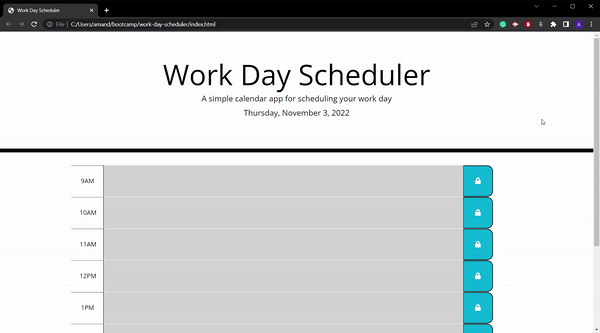 Work Day Scheduler
File | C:/Users/amand/bootcamp/work-day-scheduler/index.html
Work Day Scheduler
A simple calendar app for scheduling your work day
Thursday, November 3, 2022
9AM
10AM
11AM
12PM
1PM